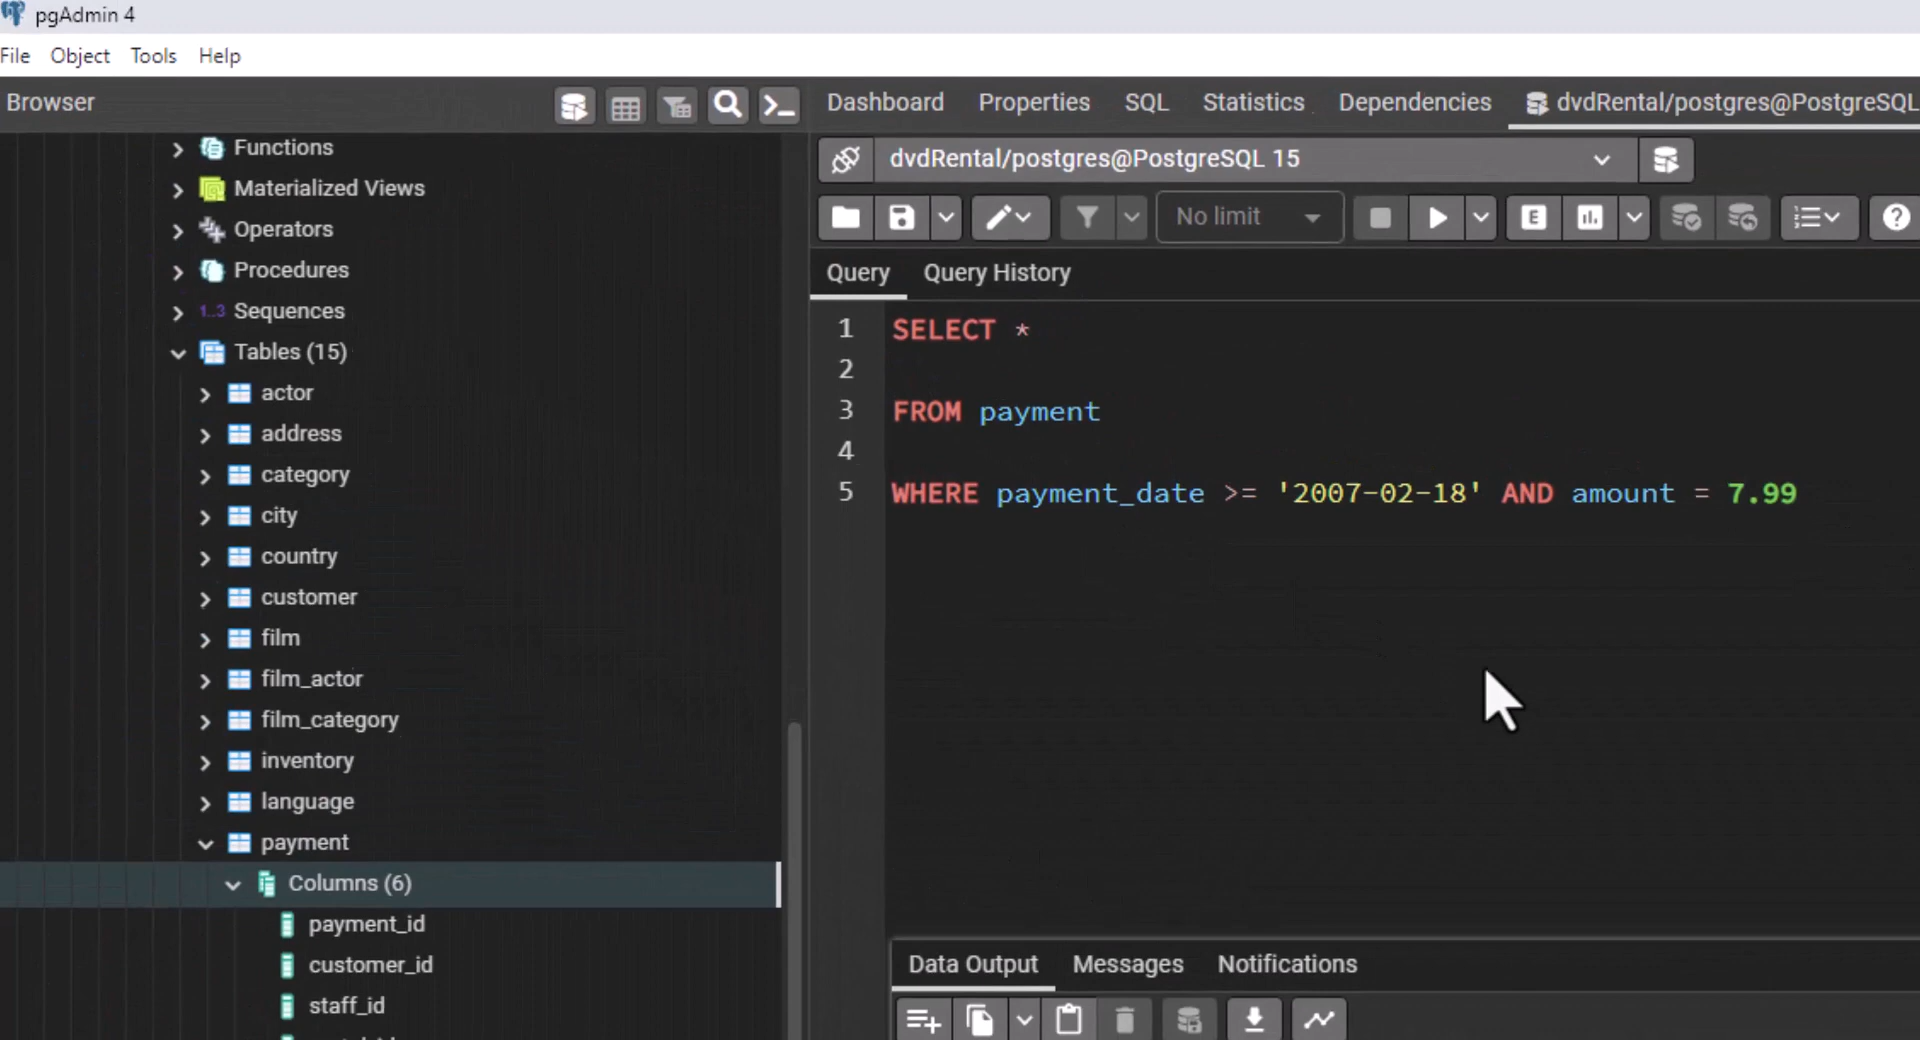 pgAdmin 4
File Object Tools Help
Browser
Dashboard Properties SQL Statistics Dependencies dvdRental/postgres@PostgreSQL
Functions
Materialized Views
Operators
Procedures
1..3 Sequences
Tables (15)
actor
address
category
city
country
customer
film
film_actor
film_category
inventory
language
payment
Columns (6)
payment_id
customer_id
staff_id
dvdRental/postgres@PostgreSQL 15
No limit
E
?
Query Query History
1 SELECT *
2
3 FROM payment
4
5 WHERE payment_date >= '2007-02-18' AND amount = 7.99
Data Output Messages Notifications